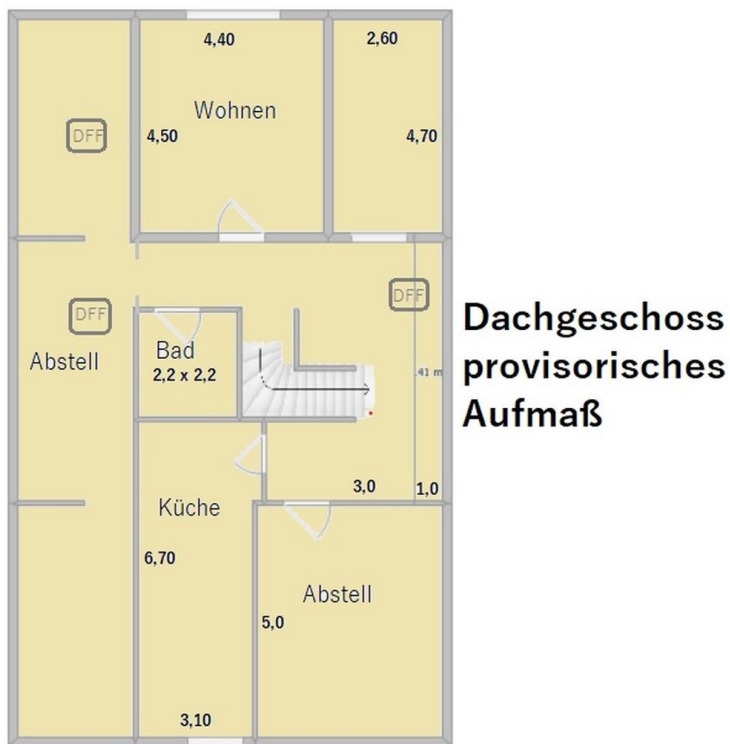 4,40
2,60
Wohnen
DFF
4,50
4,70
DFF
DFF
Dachgeschoss
provisorisches
Aufmaß
Abstell
Bad
2,2 x 2,2
.41 m
3,0
1,0
Küche
6,70
Abstell
5,0
3,10